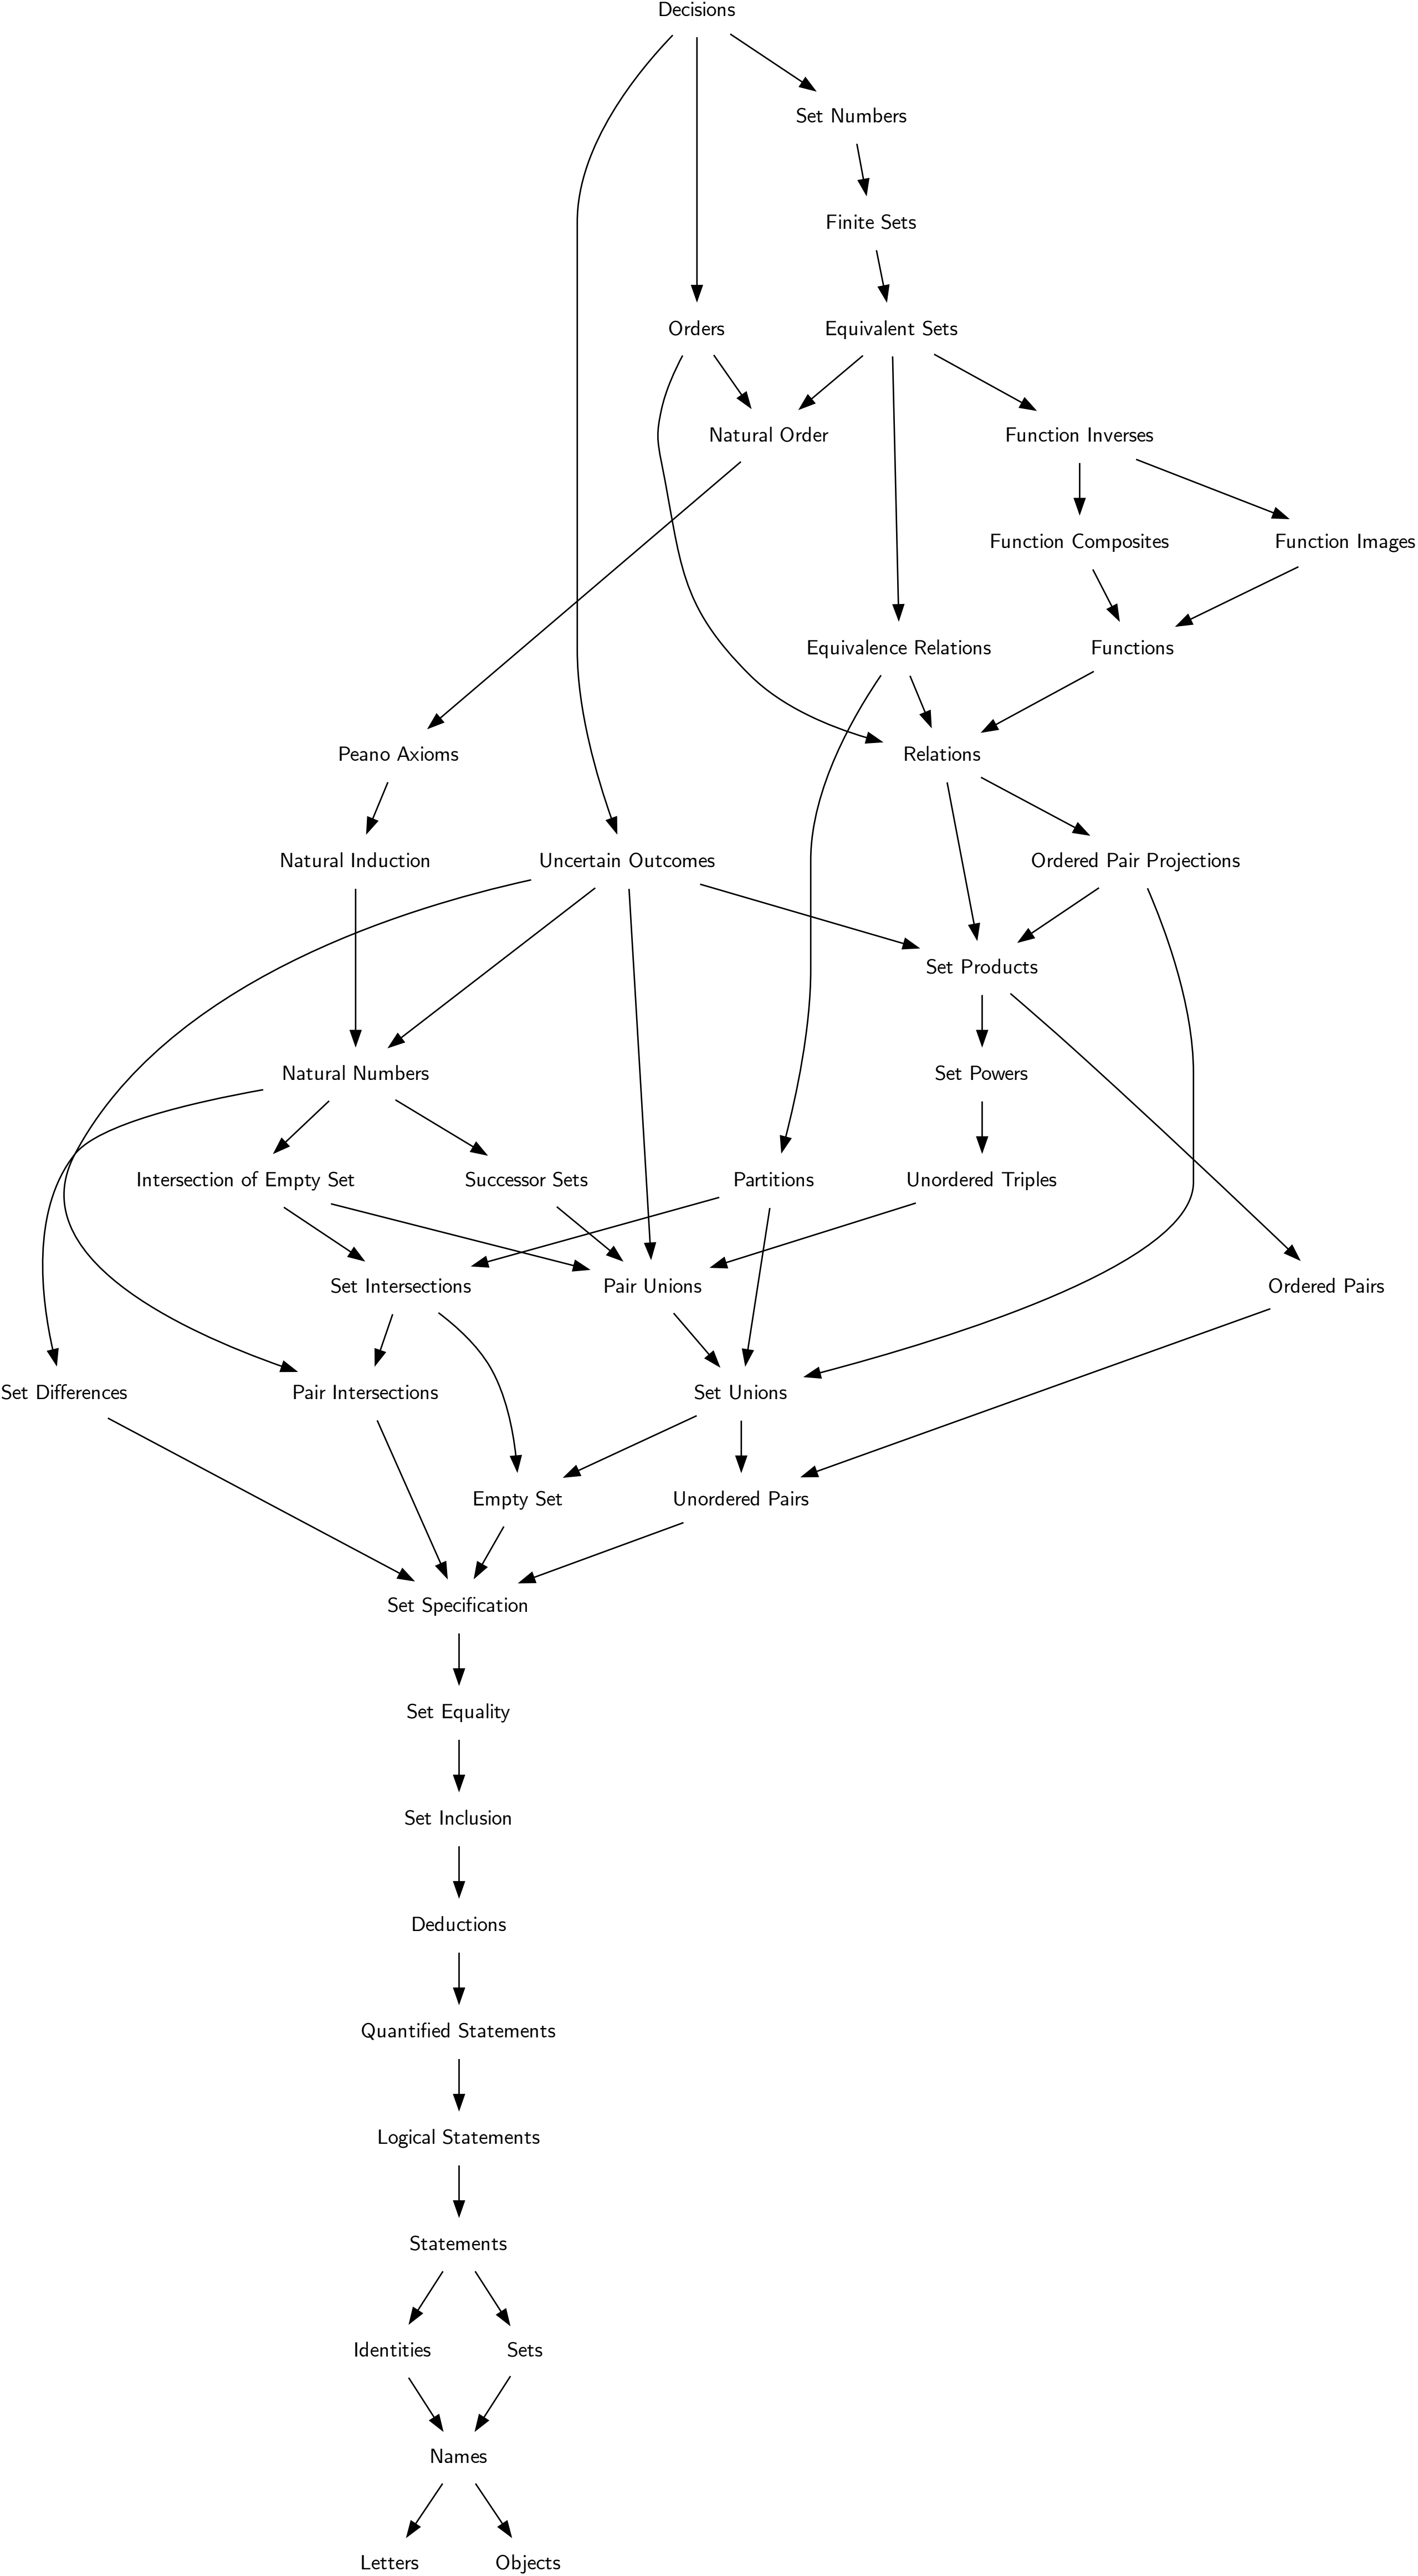 Decisions
Set Numbers
Finite Sets
Orders
Equivalent Sets
Natural Order
Function Inverses
Function Composites
Function Images
Equivalence Relations
Functions
Peano Axioms
Relations
Natural Induction
Uncertain Outcomes
Ordered Pair Projections
Set Products
Natural Numbers
Set Powers
Intersection of Empty Set
Successor Sets
Partitions
Unordered Triples
Set Intersections
Pair Unions
Ordered Pairs
Set Differences
Pair Intersections
Set Unions
Empty Set
Unordered Pairs
Set Specification
Set Equality
Set Inclusion
Deductions
Quantified Statements
Logical Statements
Statements
Identities
Sets
Names
Letters
Objects